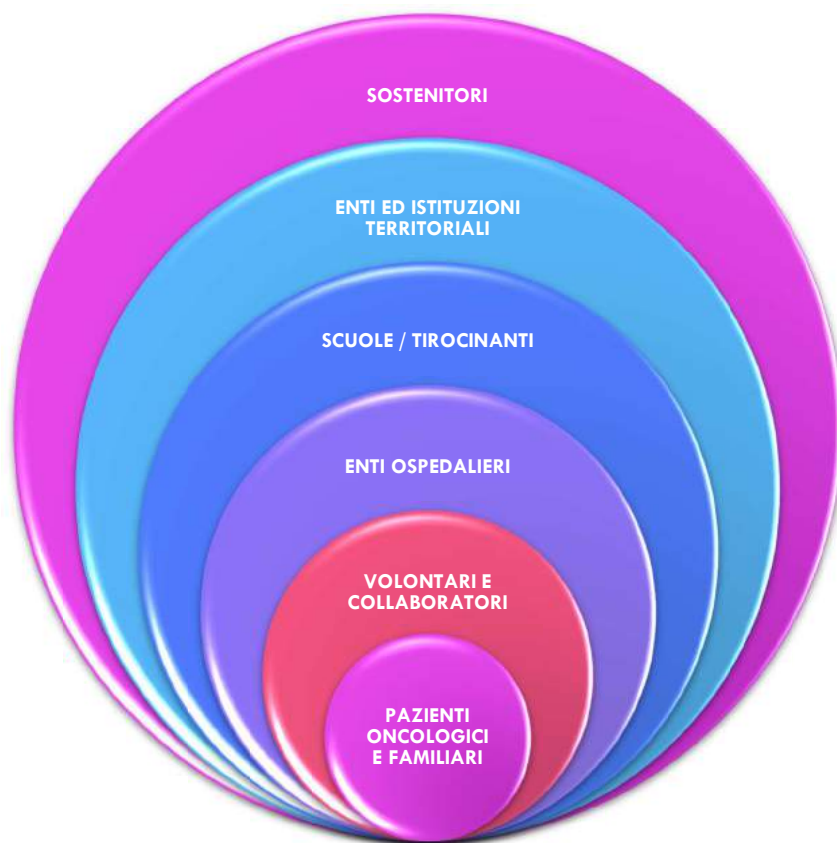 SOSTENITORI
ENTI ED ISTITUZIONI
TERRITORIALI
SCUOLE / TIROCINANTI
ENTI OSPEDALIERI
VOLONTARI E
COLLABORATORI
PAZIENTI
ONCOLOGICI
E FAMILIARI